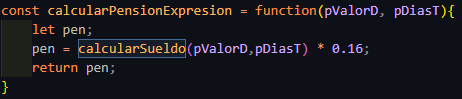 const calcularPensionExpresion = function(pValorD, pDiasT){
    let pen;
    pen = calcularSueldo(pValorD,pDiasT) * 0.16;
    return pen;
}